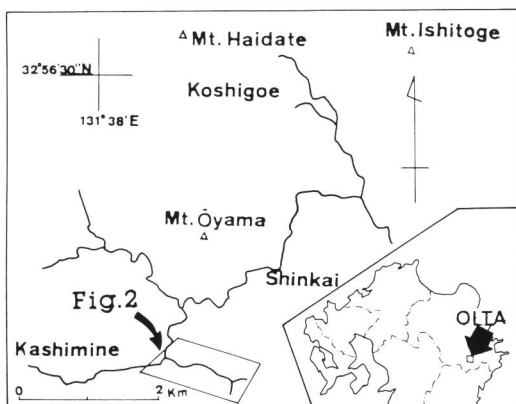 Mt. Haidate
Mt. Ishitoge
32°56'30"N
Koshigoe
131°38'E
Mt. Ōyama
Shinkai
Fig.2
OITA
Kashimine
0 2 Km